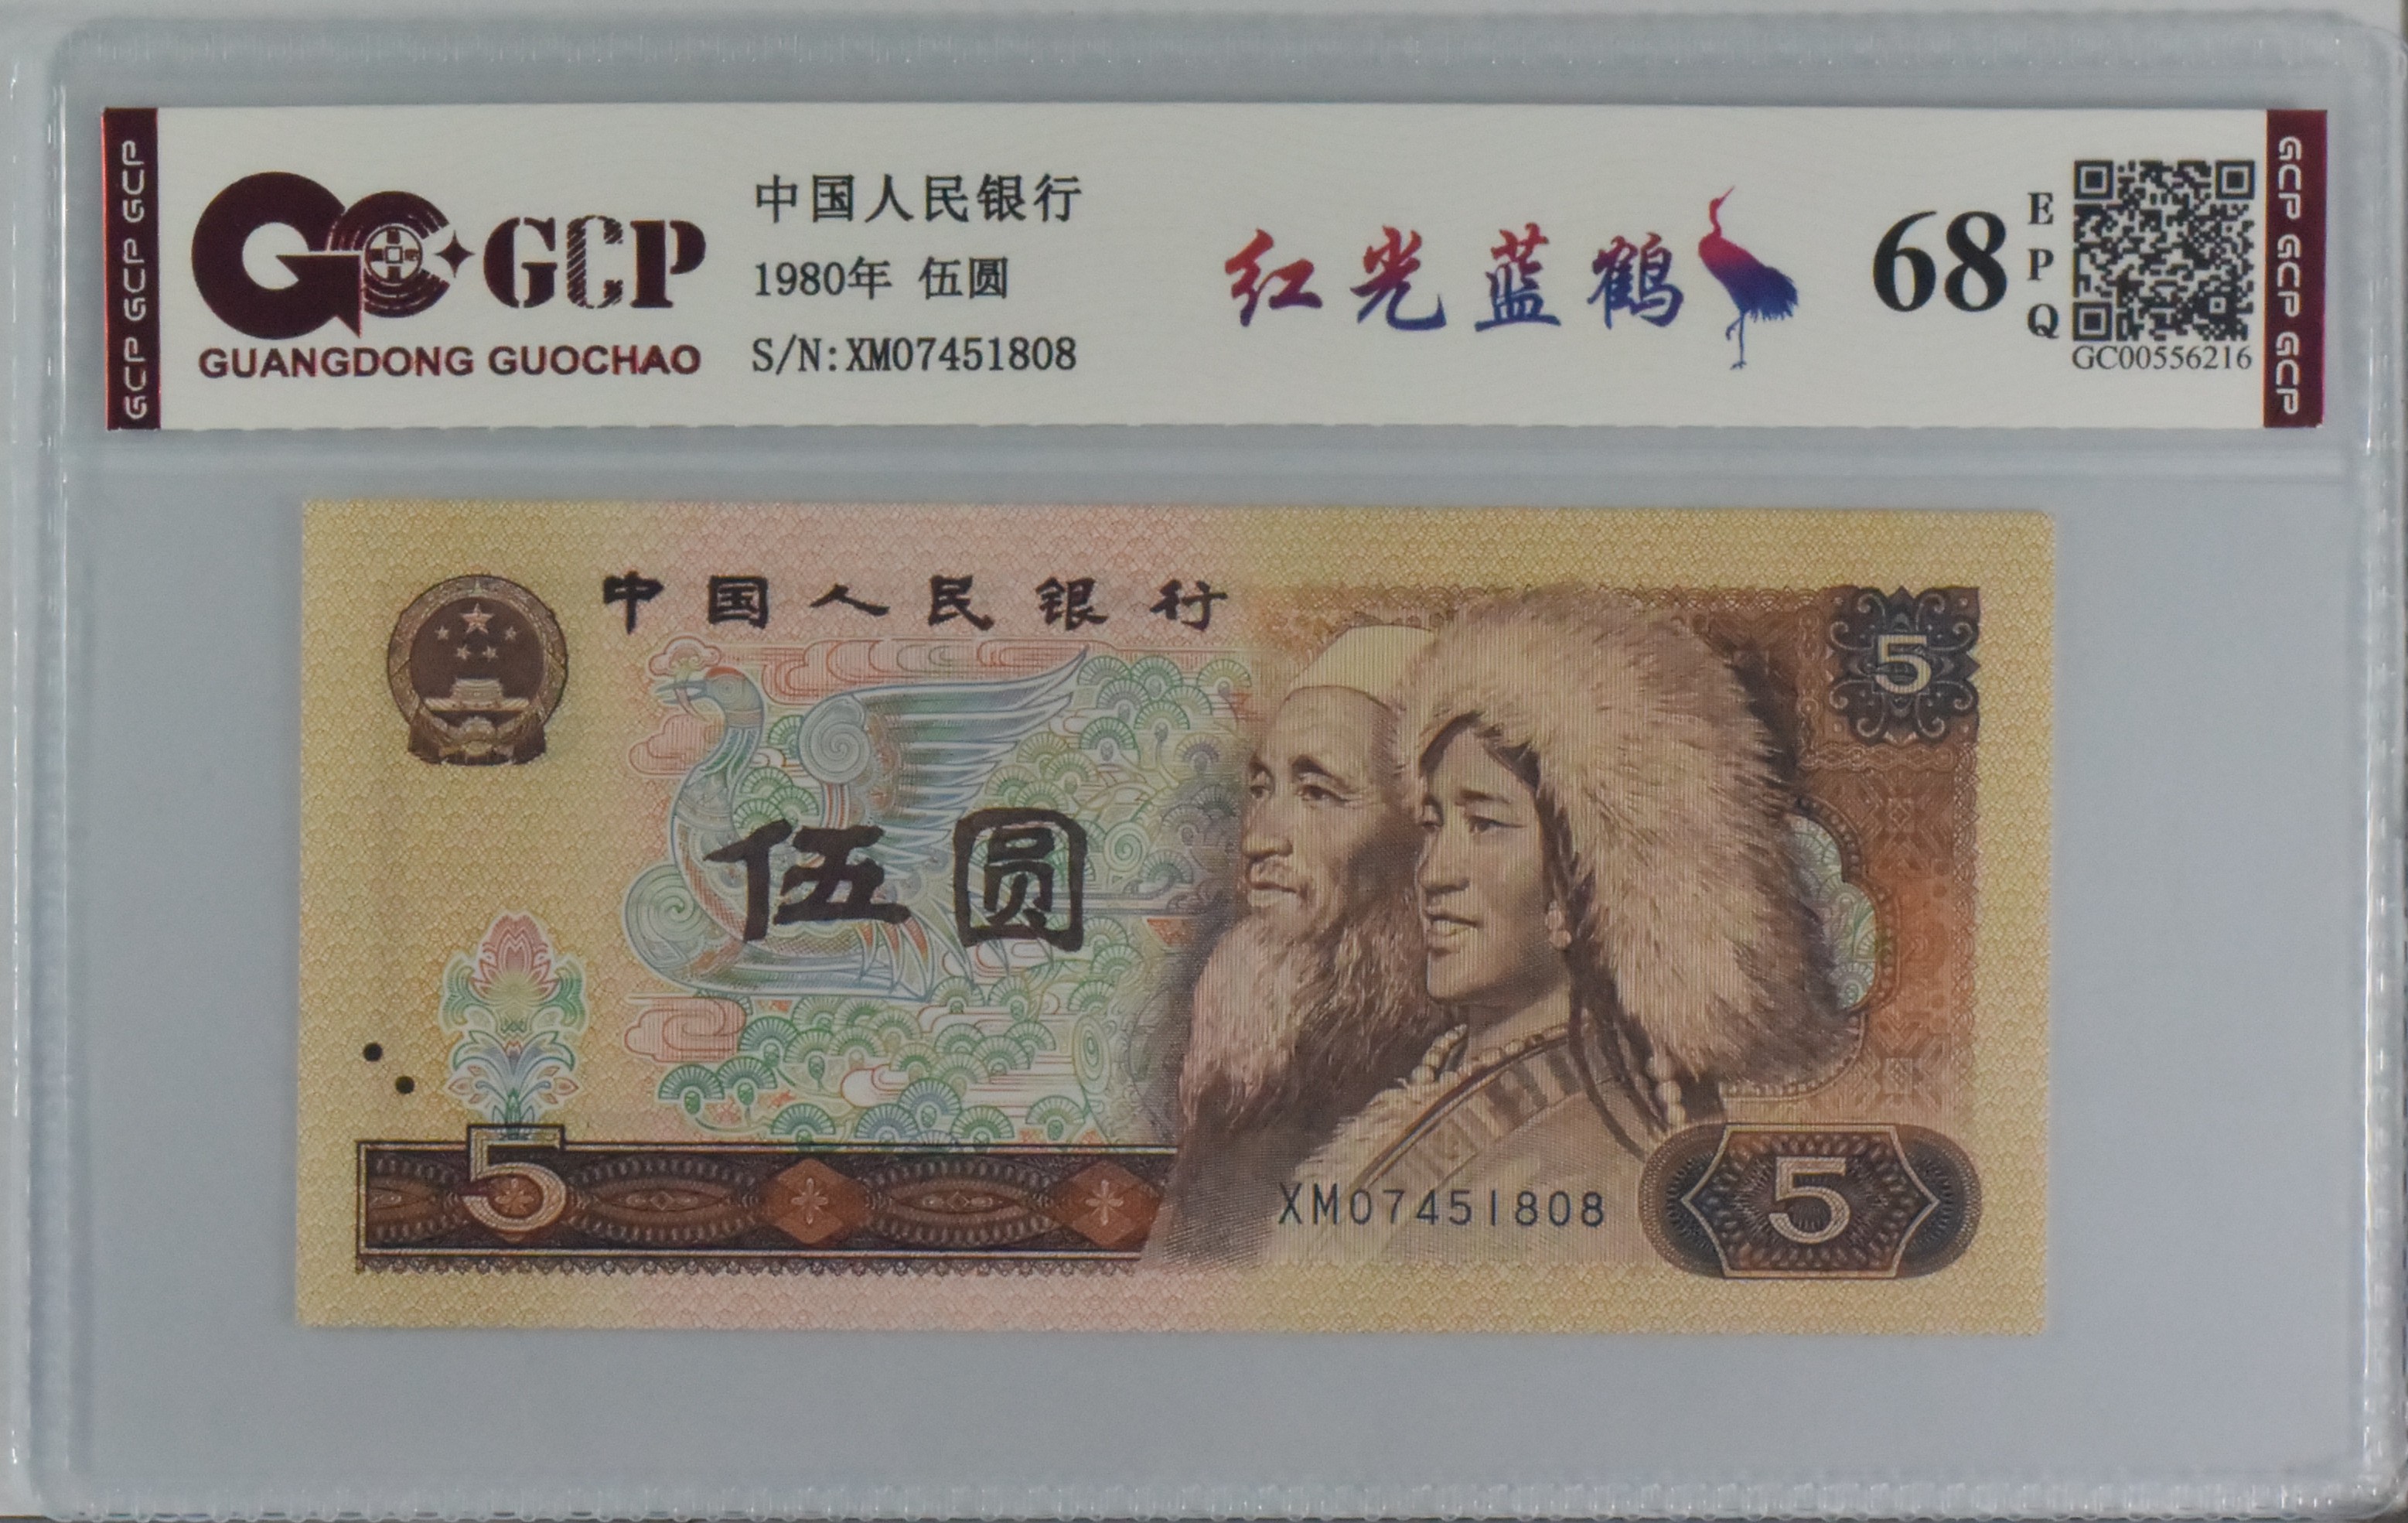 GCP GCP GCP
GC GCP
GUANGDONG GUOCHAO
中国人民银行
1980年 伍圆
S/N:XM07451808
红光蓝鹤
68
EPQ
GC00556216
GCP GCP GCP
中国人民银行
5
伍圆
5
XM07451808
5